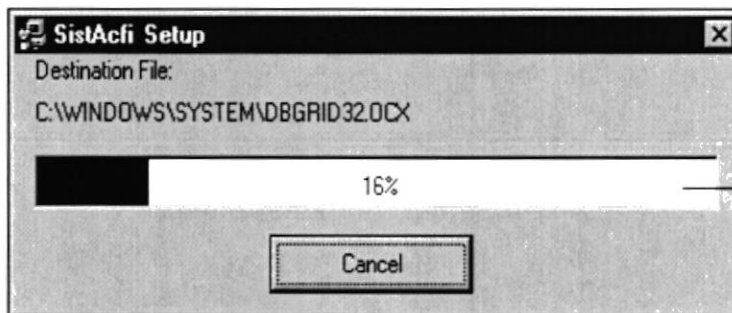 SistAcfi Setup
Destination File:
C:\WINDOWS\SYSTEM\DBGRID32.OCX
16%
Cancel